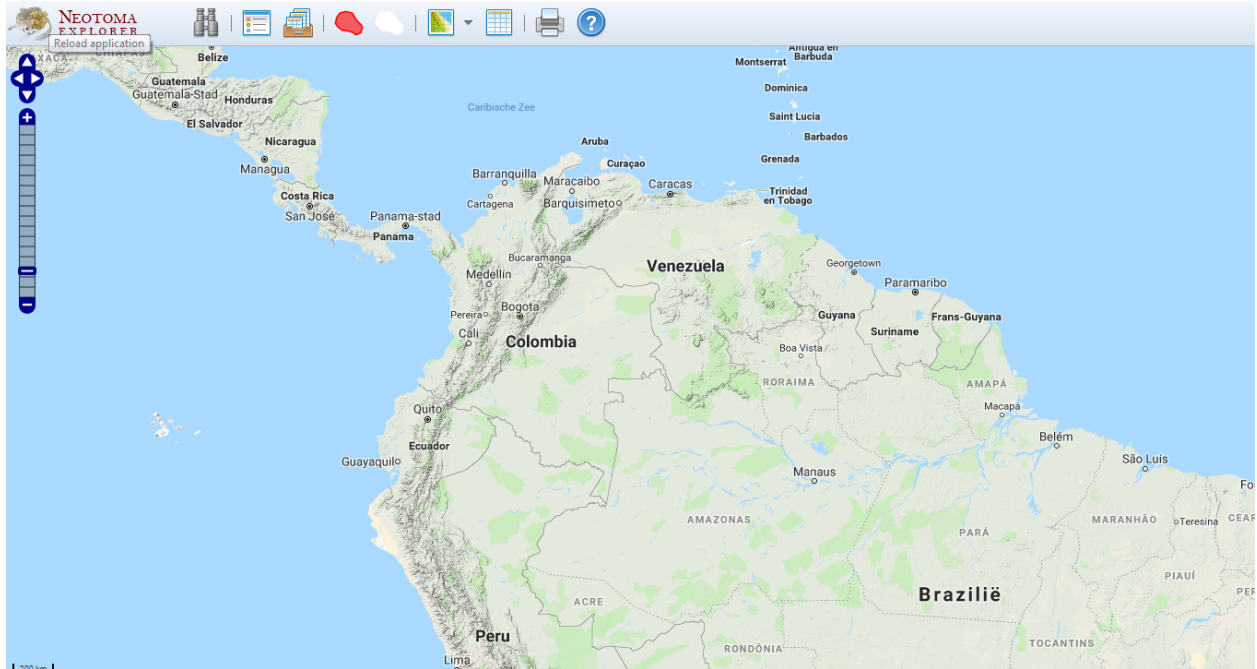 NEOTOMA
EXPLORER
Reload application
Belize
Guatemala
Guatemala-Stad
Honduras
El Salvador
Nicaragua
Managua
Costa Rica
San José
Panama-stad
Panama
Caribische Zee
Antigua en
Barbuda
Montserrat
Dominica
Saint Lucia
Barbados
Grenada
Trinidad
en Tobago
Aruba
Curaçao
Barranquilla
Maracaibo
Caracas
Cartagena
Barquisimeto
Bucaramanga
Medellín
Venezuela
Georgetown
Paramaribo
Pereira
Bogota
Cali
Colombia
Guyana
Suriname
Frans-Guyana
Boa Vista
RORAIMA
AMAPÁ
Macapá
Quito
Ecuador
Guayaquil
Belém
São Luís
Manaus
AMAZONAS
PARÁ
MARANHÃO
Teresina
PIAUÍ
Brazilië
ACRE
Peru
Lima
RONDÔNIA
TOCANTINS